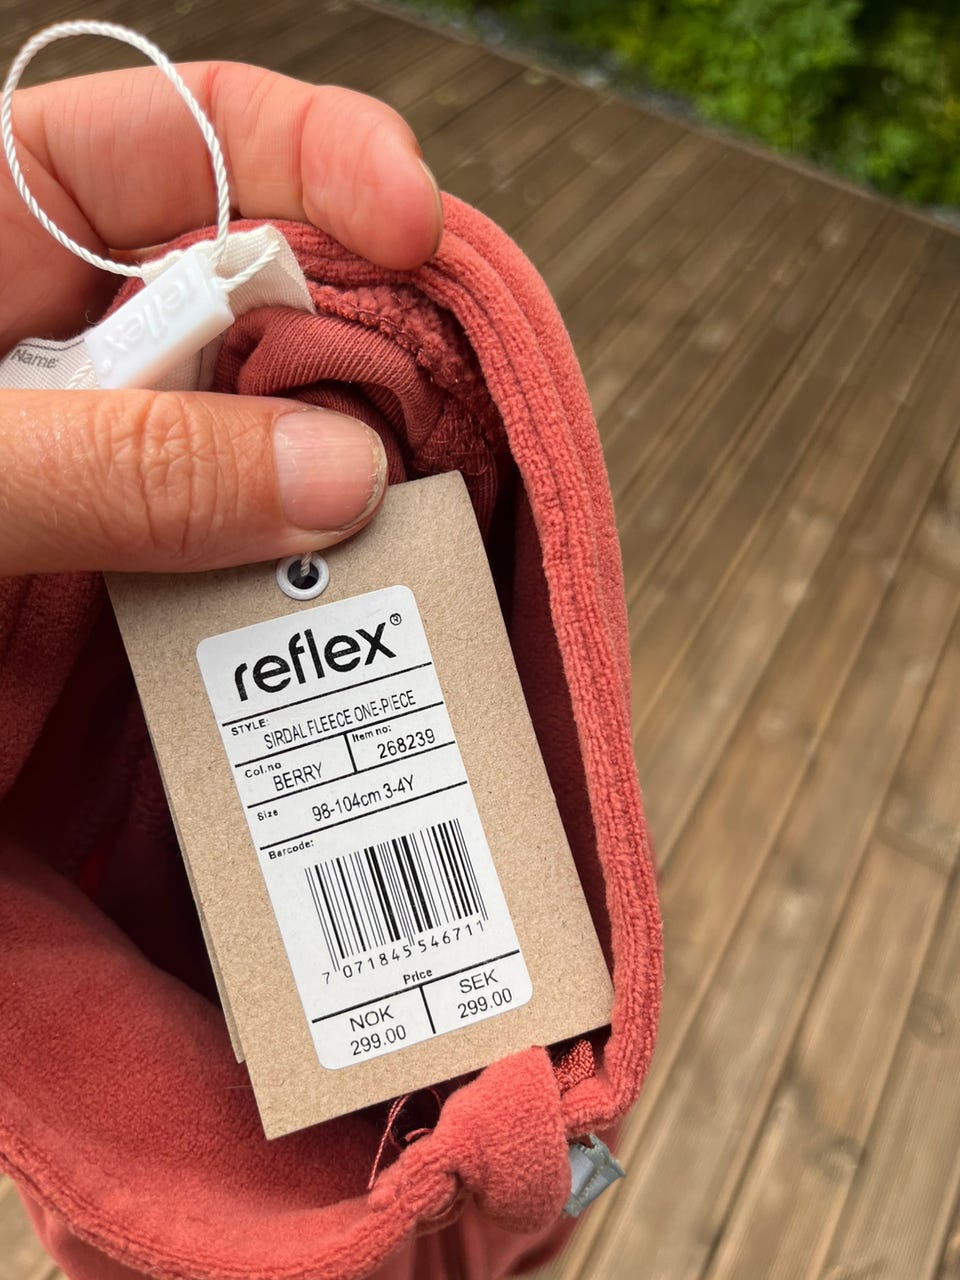 reflex
Name:
reflex®
STYLE:
SIRDAL FLEECE ONE-PIECE
Col.no
BERRY
Item no:
268239
Size
98-104cm 3-4Y
Barcode:
7 071845 546711
Price
NOK
299.00
SEK
299.00